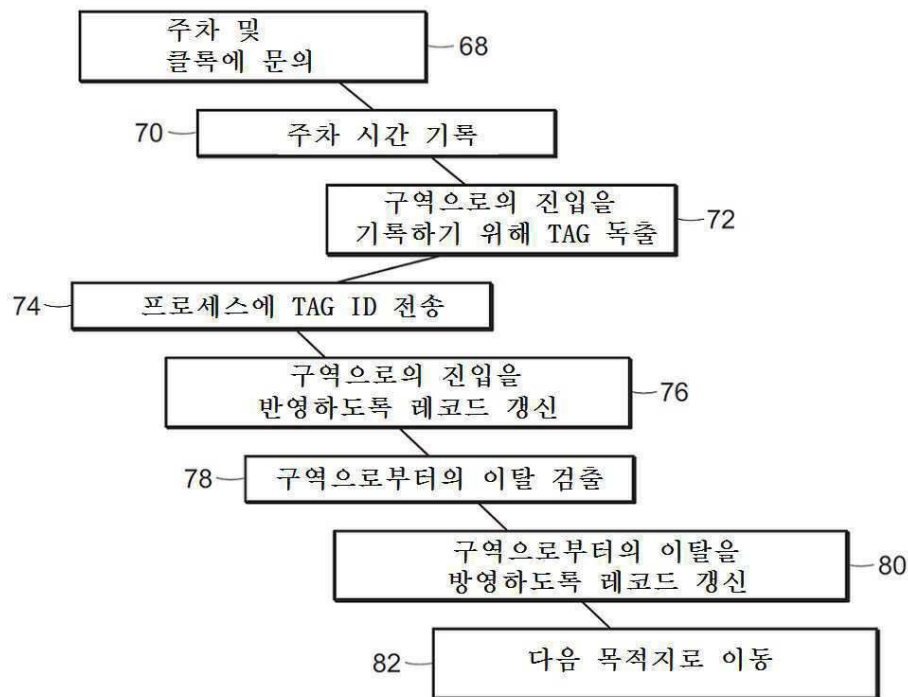 주차 및
클록에 문의
68
70
주차 시간 기록
구역으로의 진입을
기록하기 위해 TAG 독출
72
74
프로세스에 TAG ID 전송
구역으로의 진입을
반영하도록 레코드 갱신
76
78
구역으로부터의 이탈 검출
구역으로부터의 이탈을
방영하도록 레코드 갱신
80
82
다음 목적지로 이동